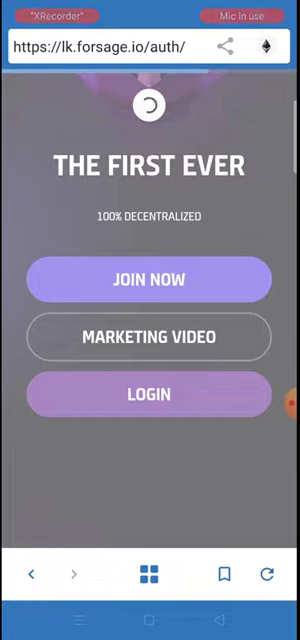 "XRecorder"
Mic in use
https://lk.forsage.io/auth/
THE FIRST EVER
100% DECENTRALIZED
JOIN NOW
MARKETING VIDEO
LOGIN